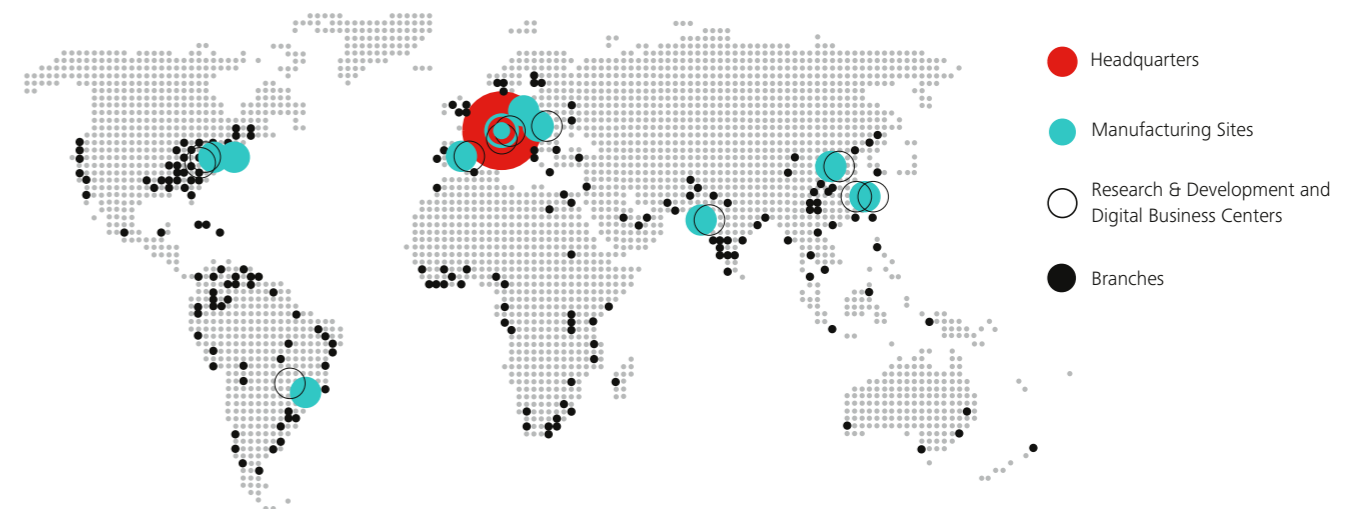 Headquarters
Manufacturing Sites
Research & Development and
Digital Business Centers
Branches